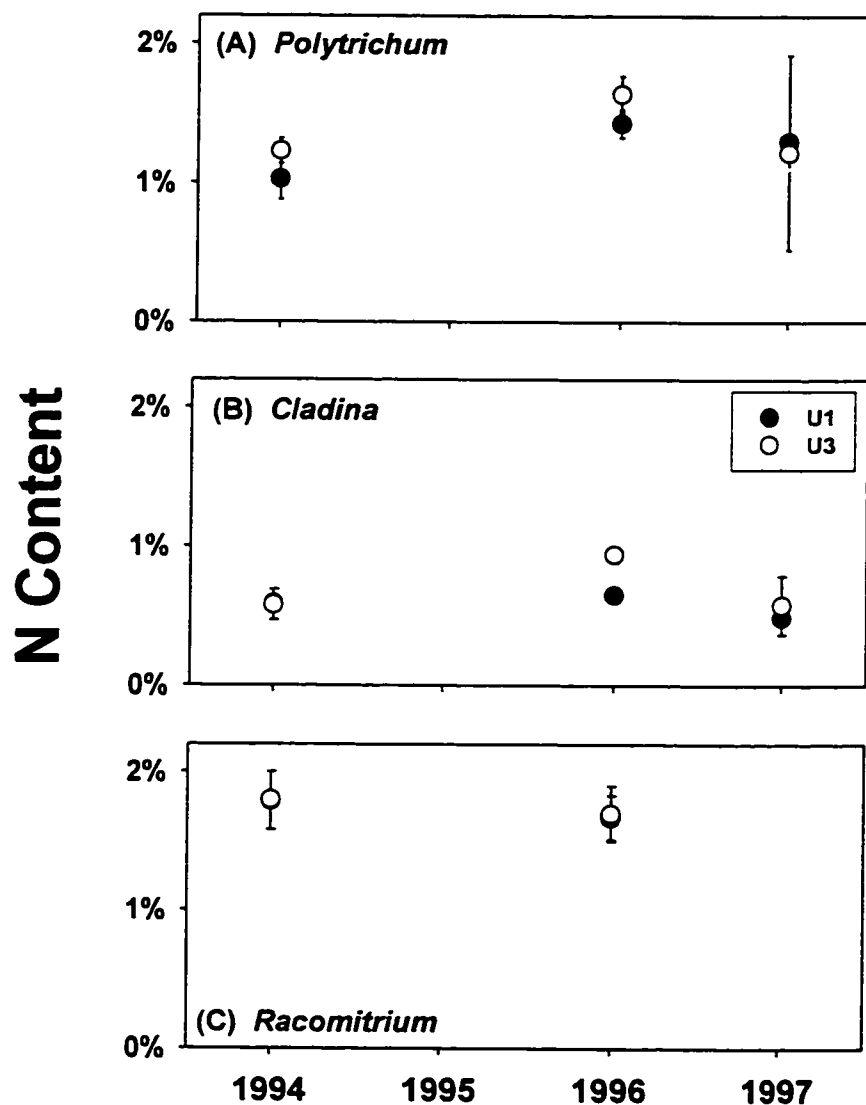 N Content
(A) Polytrichum
2%
1%
0%
(B) Cladina
U1
U3
2%
1%
0%
2%
1%
(C) Racomitrium
0%
1994 1995 1996 1997